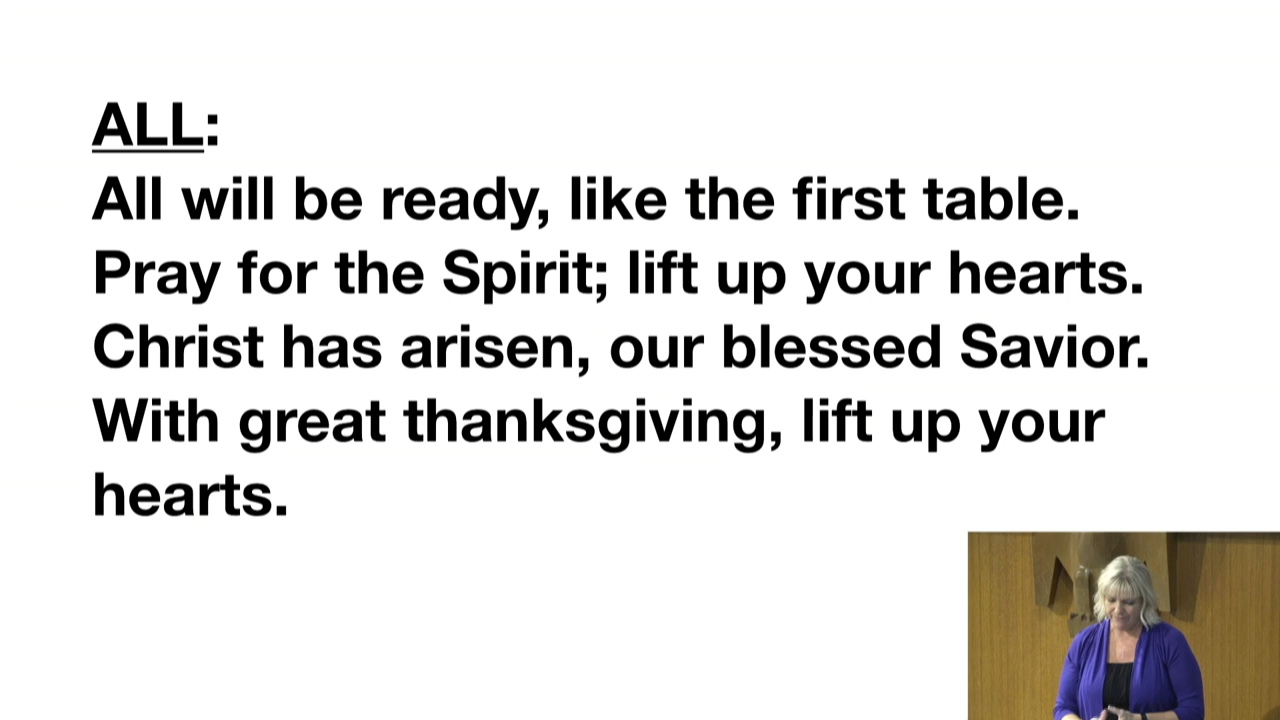 ALL:
All will be ready, like the first table.
Pray for the Spirit; lift up your hearts.
Christ has arisen, our blessed Savior.
With great thanksgiving, lift up your
hearts.